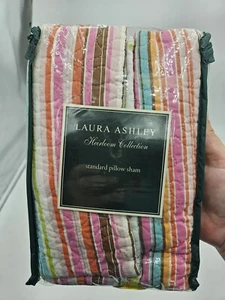 LAURA ASHLEY
Heirloom Collection
standard pillow sham